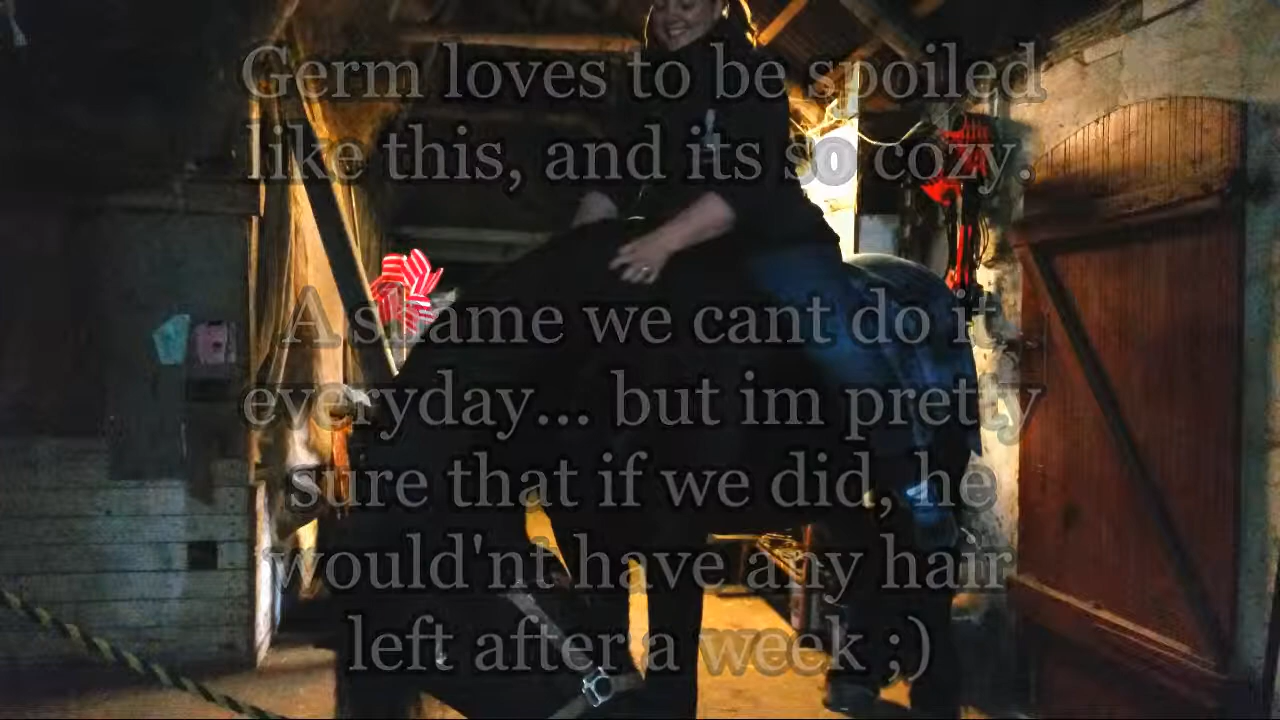 Germ loves to be spoiled
like this, and its so cozy.
A shame we cant do it
everyday... but im pretty
sure that if we did, he
would'nt have any hair
left after a week ;)